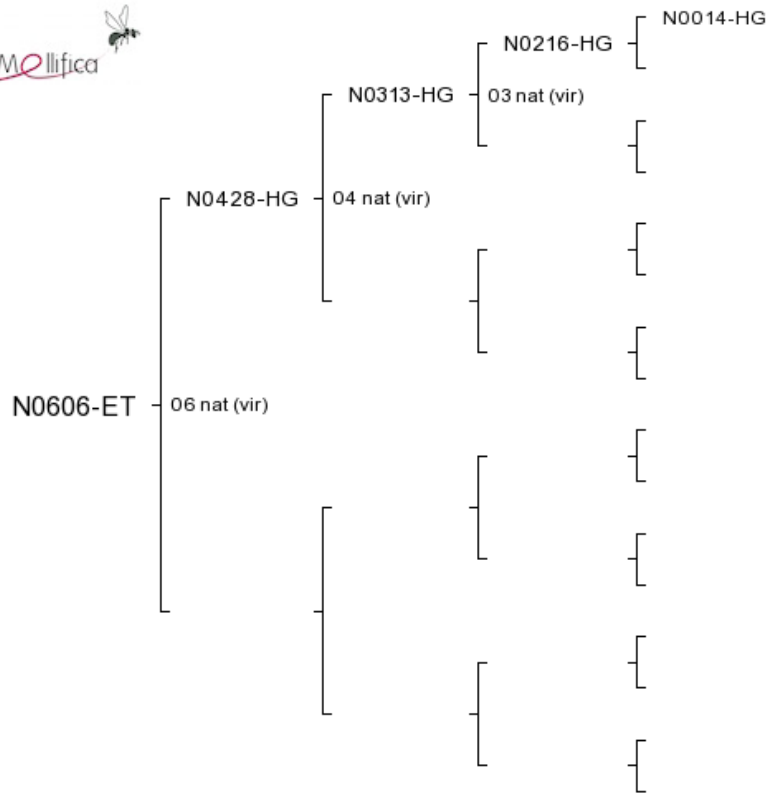 Mellifica
N0014-HG
N0216-HG
N0313-HG
03 nat (vir)
N0428-HG
04 nat (vir)
N0606-ET
06 nat (vir)